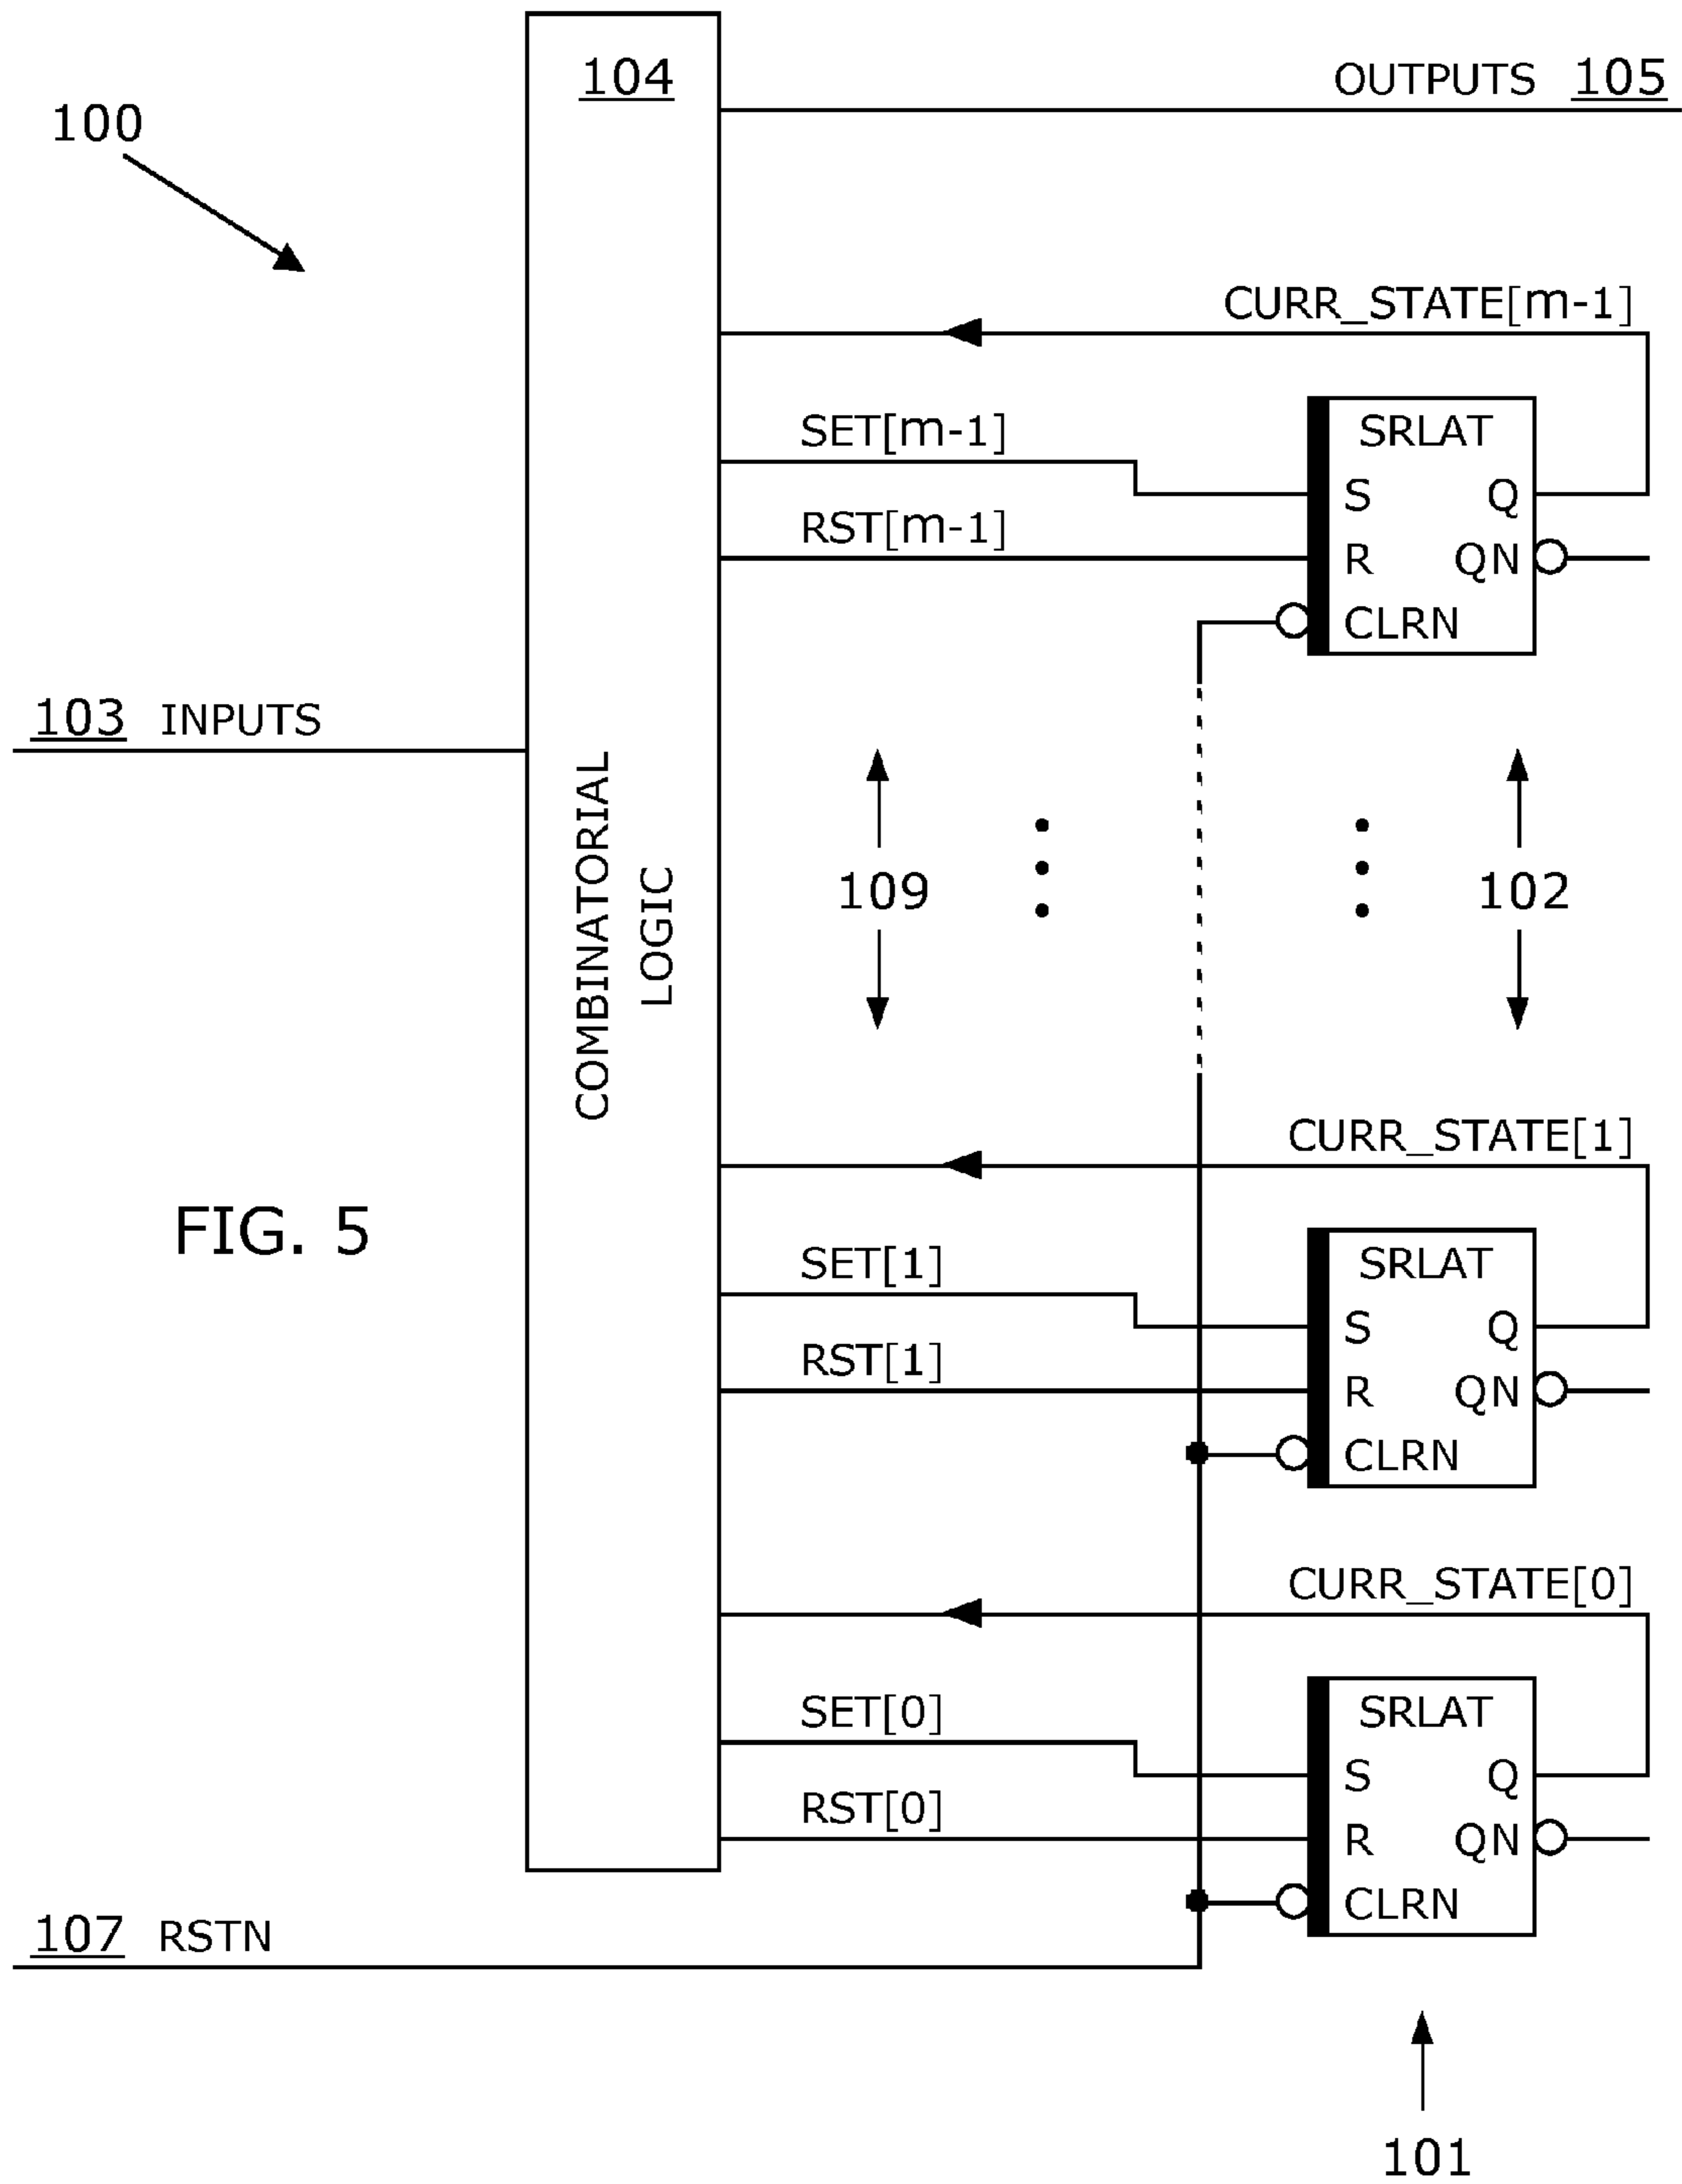 104
OUTPUTS 105
100
CURR_STATE[m-1]
SET[m-1]
SRLAT
S Q
RST[m-1]
R QN
CLRN
103 INPUTS
COMBINATORIAL
LOGIC
109
102
CURR_STATE[1]
FIG. 5
SET[1]
SRLAT
S Q
RST[1]
R QN
CLRN
CURR_STATE[0]
SET[0]
SRLAT
S Q
RST[0]
R QN
CLRN
107 RSTN
101